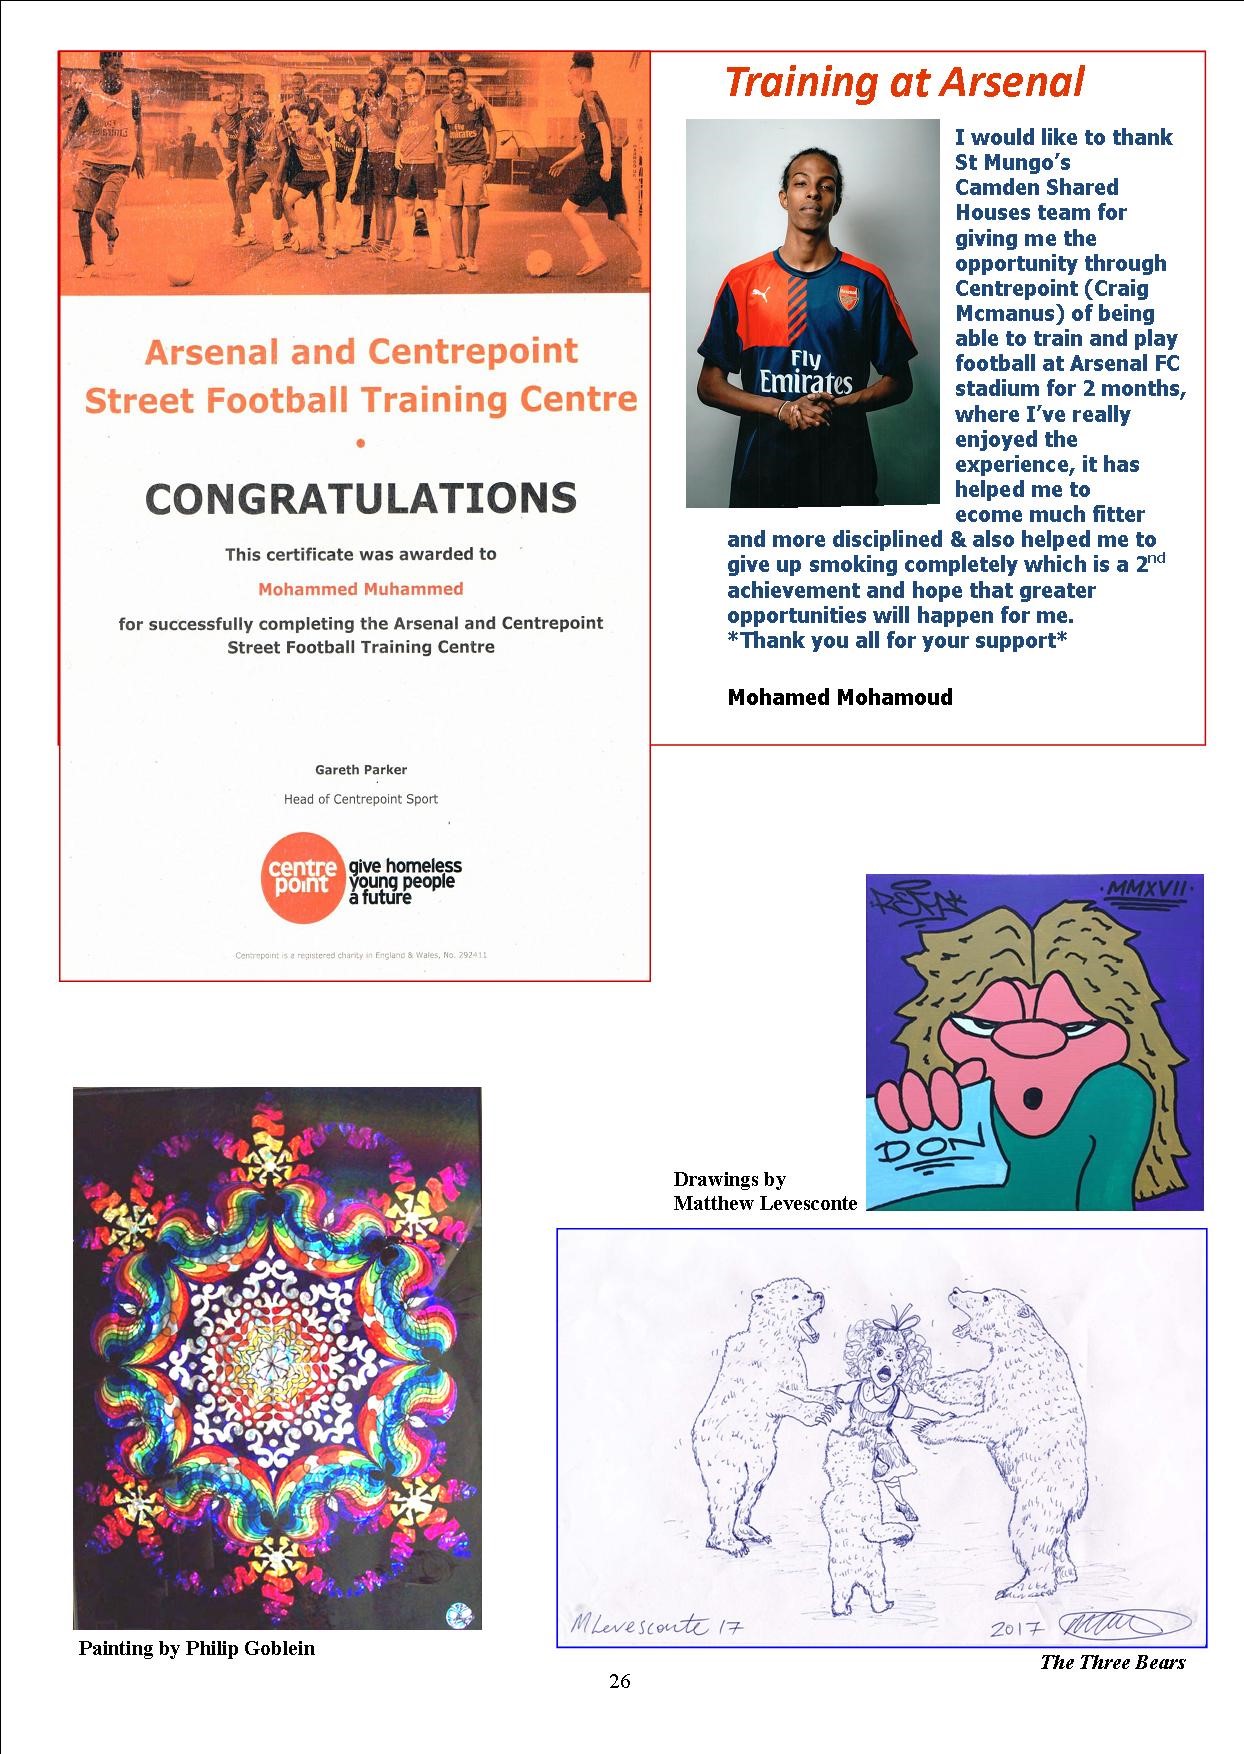 Arsenal and Centrepoint
Street Football Training Centre
•
CONGRATULATIONS
This certificate was awarded to
Mohammed Muhammed
for successfully completing the Arsenal and Centrepoint
Street Football Training Centre
Gareth Parker
Head of Centrepoint Sport
centre
point
give homeless
young people
a future
Centrepoint is a registered charity in England & Wales, No. 292411
Training at Arsenal
Fly
Emirates
I would like to thank
St Mungo’s
Camden Shared
Houses team for
giving me the
opportunity through
Centrepoint (Craig
Mcmanus) of being
able to train and play
football at Arsenal FC
stadium for 2 months,
where I’ve really
enjoyed the
experience, it has
helped me to
ecome much fitter
and more disciplined & also helped me to
give up smoking completely which is a 2nd
achievement and hope that greater
opportunities will happen for me.
*Thank you all for your support*
Mohamed Mohamoud
·MMXVII·
DON
Drawings by
Matthew Levesconte
MLevesconte 17
2017
The Three Bears
Painting by Philip Goblein
26